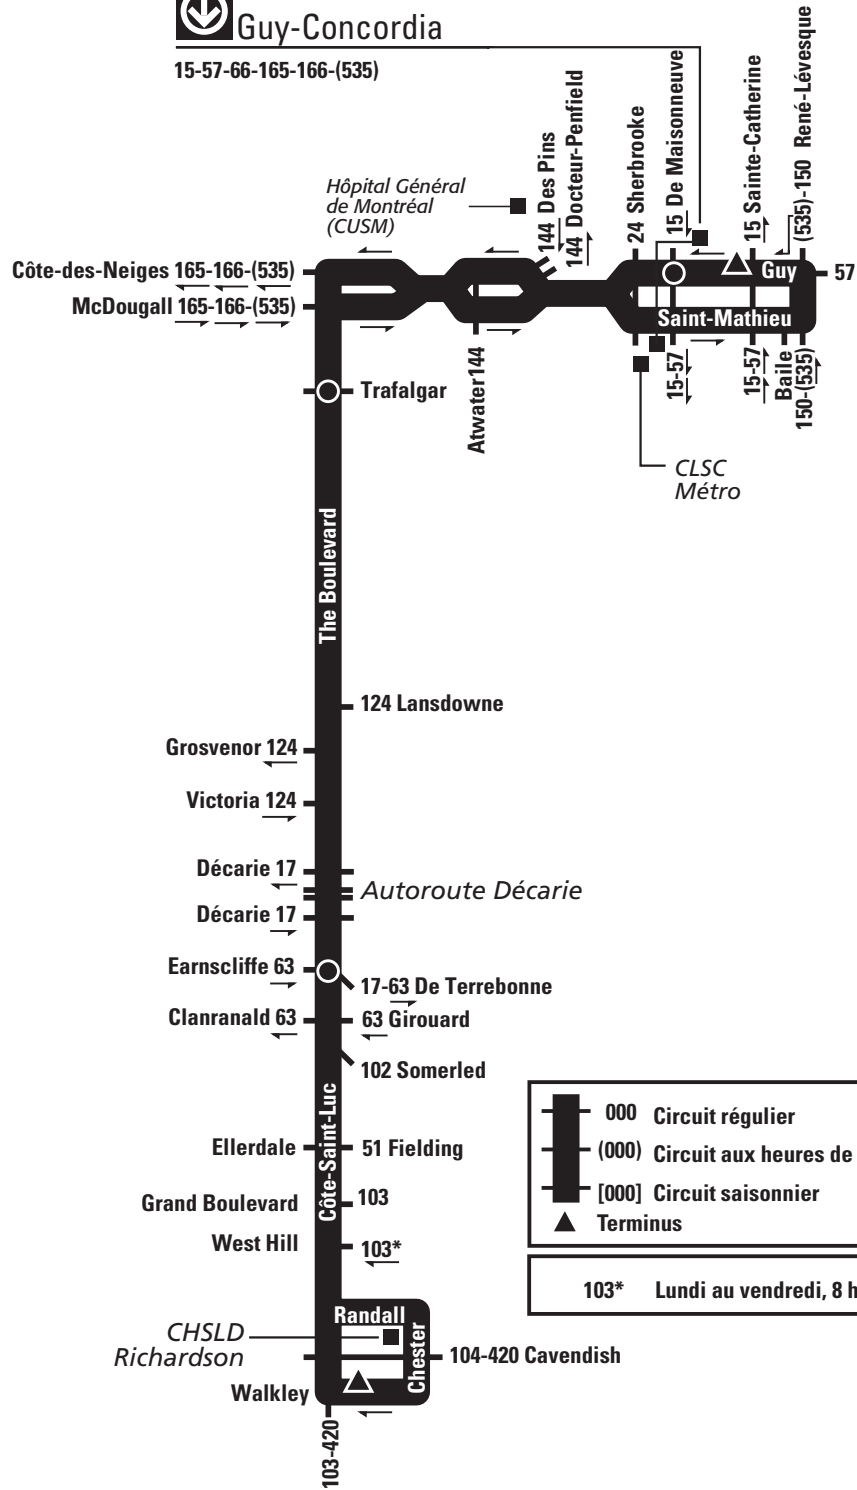 Guy-Concordia
15-57-66-165-166-(535)
Hôpital Général
de Montréal
(CUSM)
144 Des Pins
144 Docteur-Penfield
24 Sherbrooke
15 De Maisonneuve
15 Sainte-Catherine
(535)-150 René-Lévesque
Côte-des-Neiges 165-166-(535)
McDougall 165-166-(535)
Guy
57
Saint-Mathieu
Atwater144
15-57
15-57
Baile
150-(535)
Trafalgar
CLSC
Métro
The Boulevard
124 Lansdowne
Grosvenor 124
Victoria 124
Décarie 17
Autoroute Décarie
Décarie 17
Earnscliffe 63
17-63 De Terrebonne
Clanranald 63
63 Girouard
102 Somerled
Côte-Saint-Luc
Ellerdale
51 Fielding
Grand Boulevard
103
West Hill
103*
000 Circuit régulier
(000) Circuit aux heures de
[000] Circuit saisonnier
Terminus
103* Lundi au vendredi, 8 h
Randall
CHSLD
Richardson
Chester
104-420 Cavendish
Walkley
103-420